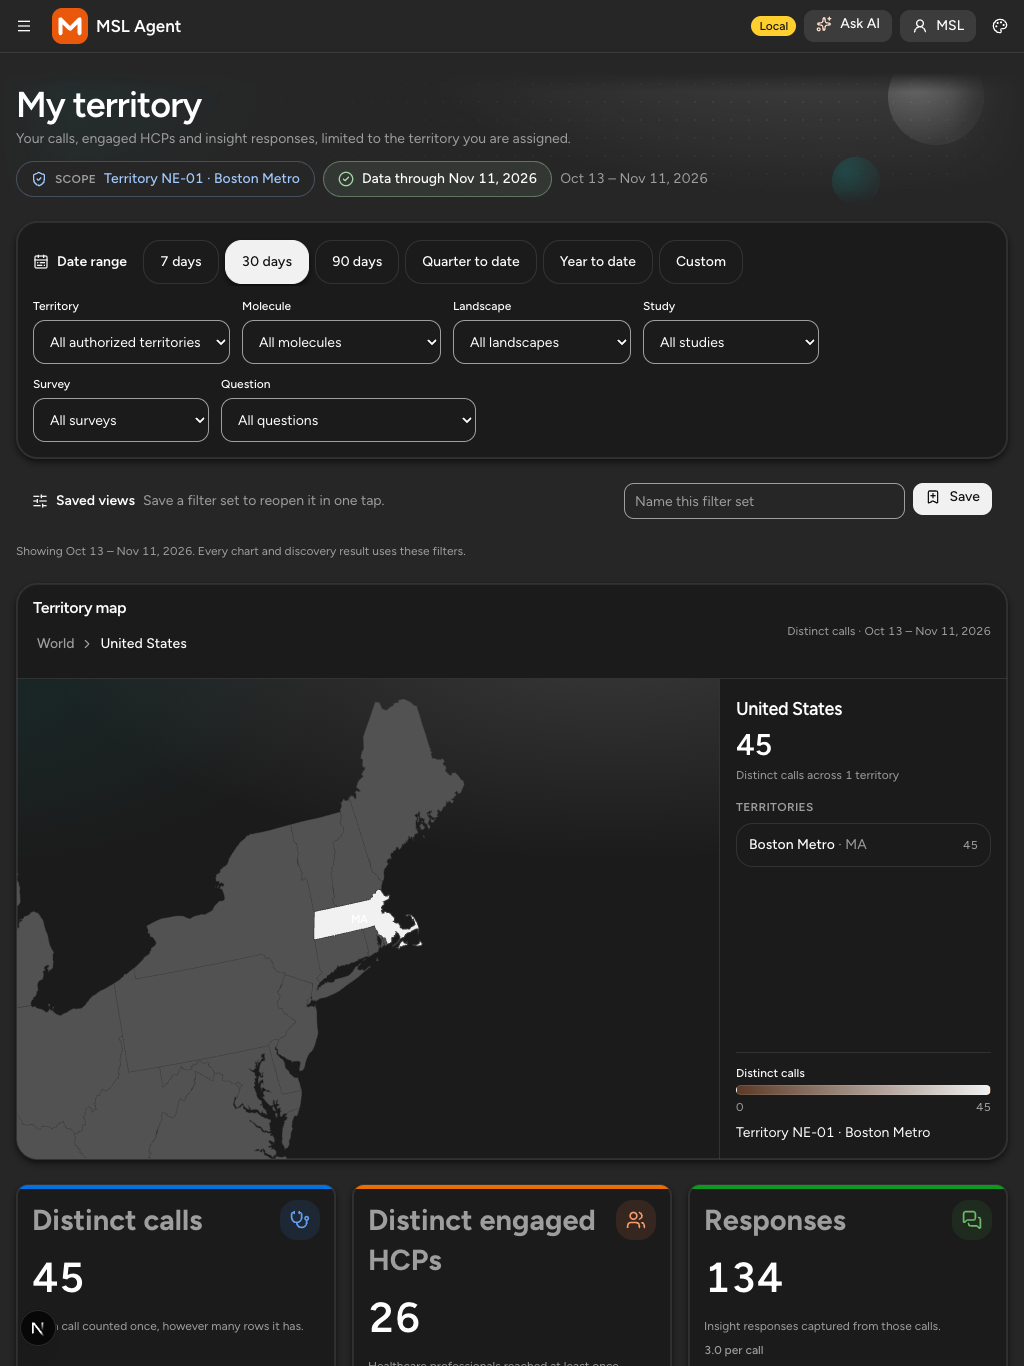 MSL Agent
Local
Ask AI
MSL
My territory
Your calls, engaged HCPs and insight responses, limited to the territory you are assigned.
SCOPE Territory NE-01 · Boston Metro
Data through Nov 11, 2026
Oct 13 – Nov 11, 2026
Date range
7 days
30 days
90 days
Quarter to date
Year to date
Custom
Territory
Molecule
Landscape
Study
All authorized territories
All molecules
All landscapes
All studies
Survey
Question
All surveys
All questions
Saved views
Save a filter set to reopen it in one tap.
Name this filter set
Save
Showing Oct 13 – Nov 11, 2026. Every chart and discovery result uses these filters.
Territory map
World
United States
Distinct calls · Oct 13 – Nov 11, 2026
MA
United States
45
Distinct calls across 1 territory
TERRITORIES
Boston Metro · MA
45
Distinct calls
0
45
Territory NE-01 · Boston Metro
Distinct calls
45
call counted once, however many rows it has.
N
Distinct engaged
HCPs
26
Healthcare professionals reached at least once.
Responses
134
Insight responses captured from those calls.
3.0 per call